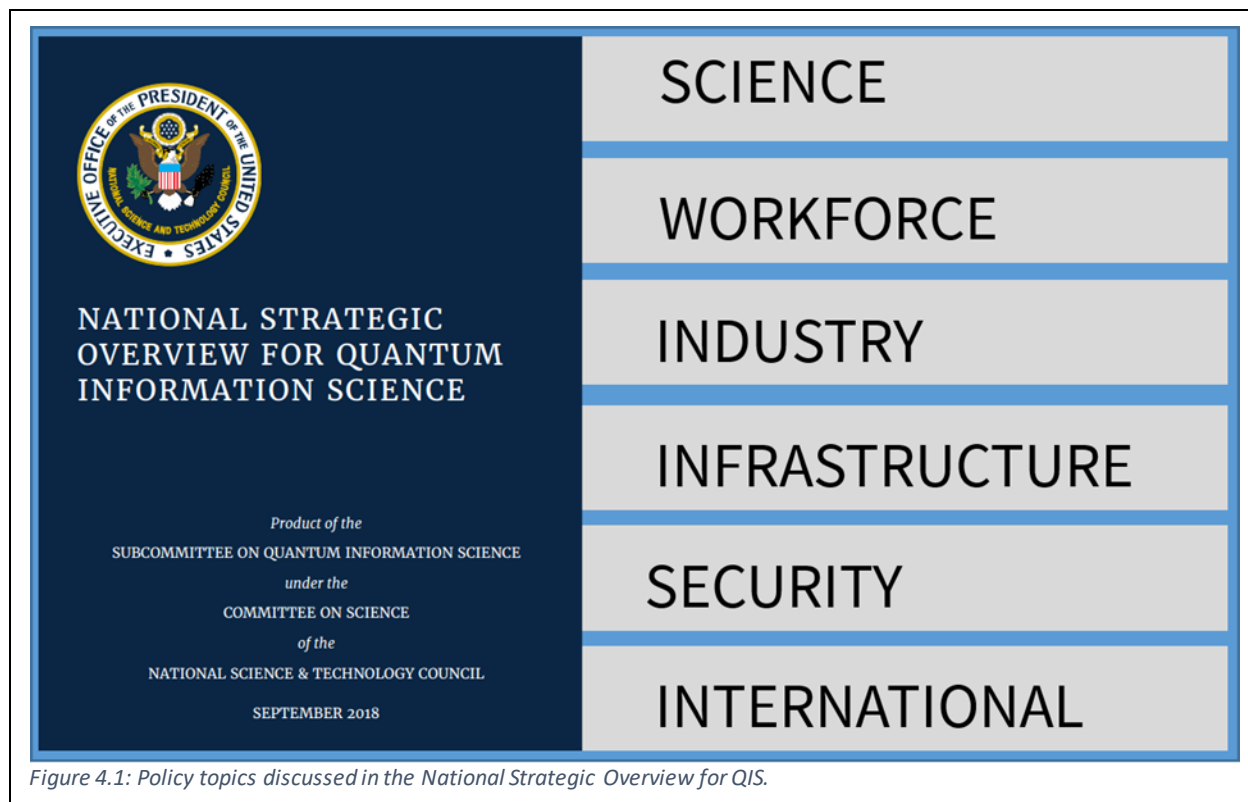 EXECUTIVE OFFICE OF THE PRESIDENT OF THE UNITED STATES
NATIONAL SCIENCE AND TECHNOLOGY COUNCIL
NATIONAL STRATEGIC
OVERVIEW FOR QUANTUM
INFORMATION SCIENCE
Product of the
SUBCOMMITTEE ON QUANTUM INFORMATION SCIENCE
under the
COMMITTEE ON SCIENCE
of the
NATIONAL SCIENCE & TECHNOLOGY COUNCIL
SEPTEMBER 2018
SCIENCE
WORKFORCE
INDUSTRY
INFRASTRUCTURE
SECURITY
INTERNATIONAL
Figure 4.1: Policy topics discussed in the National Strategic Overview for QIS.